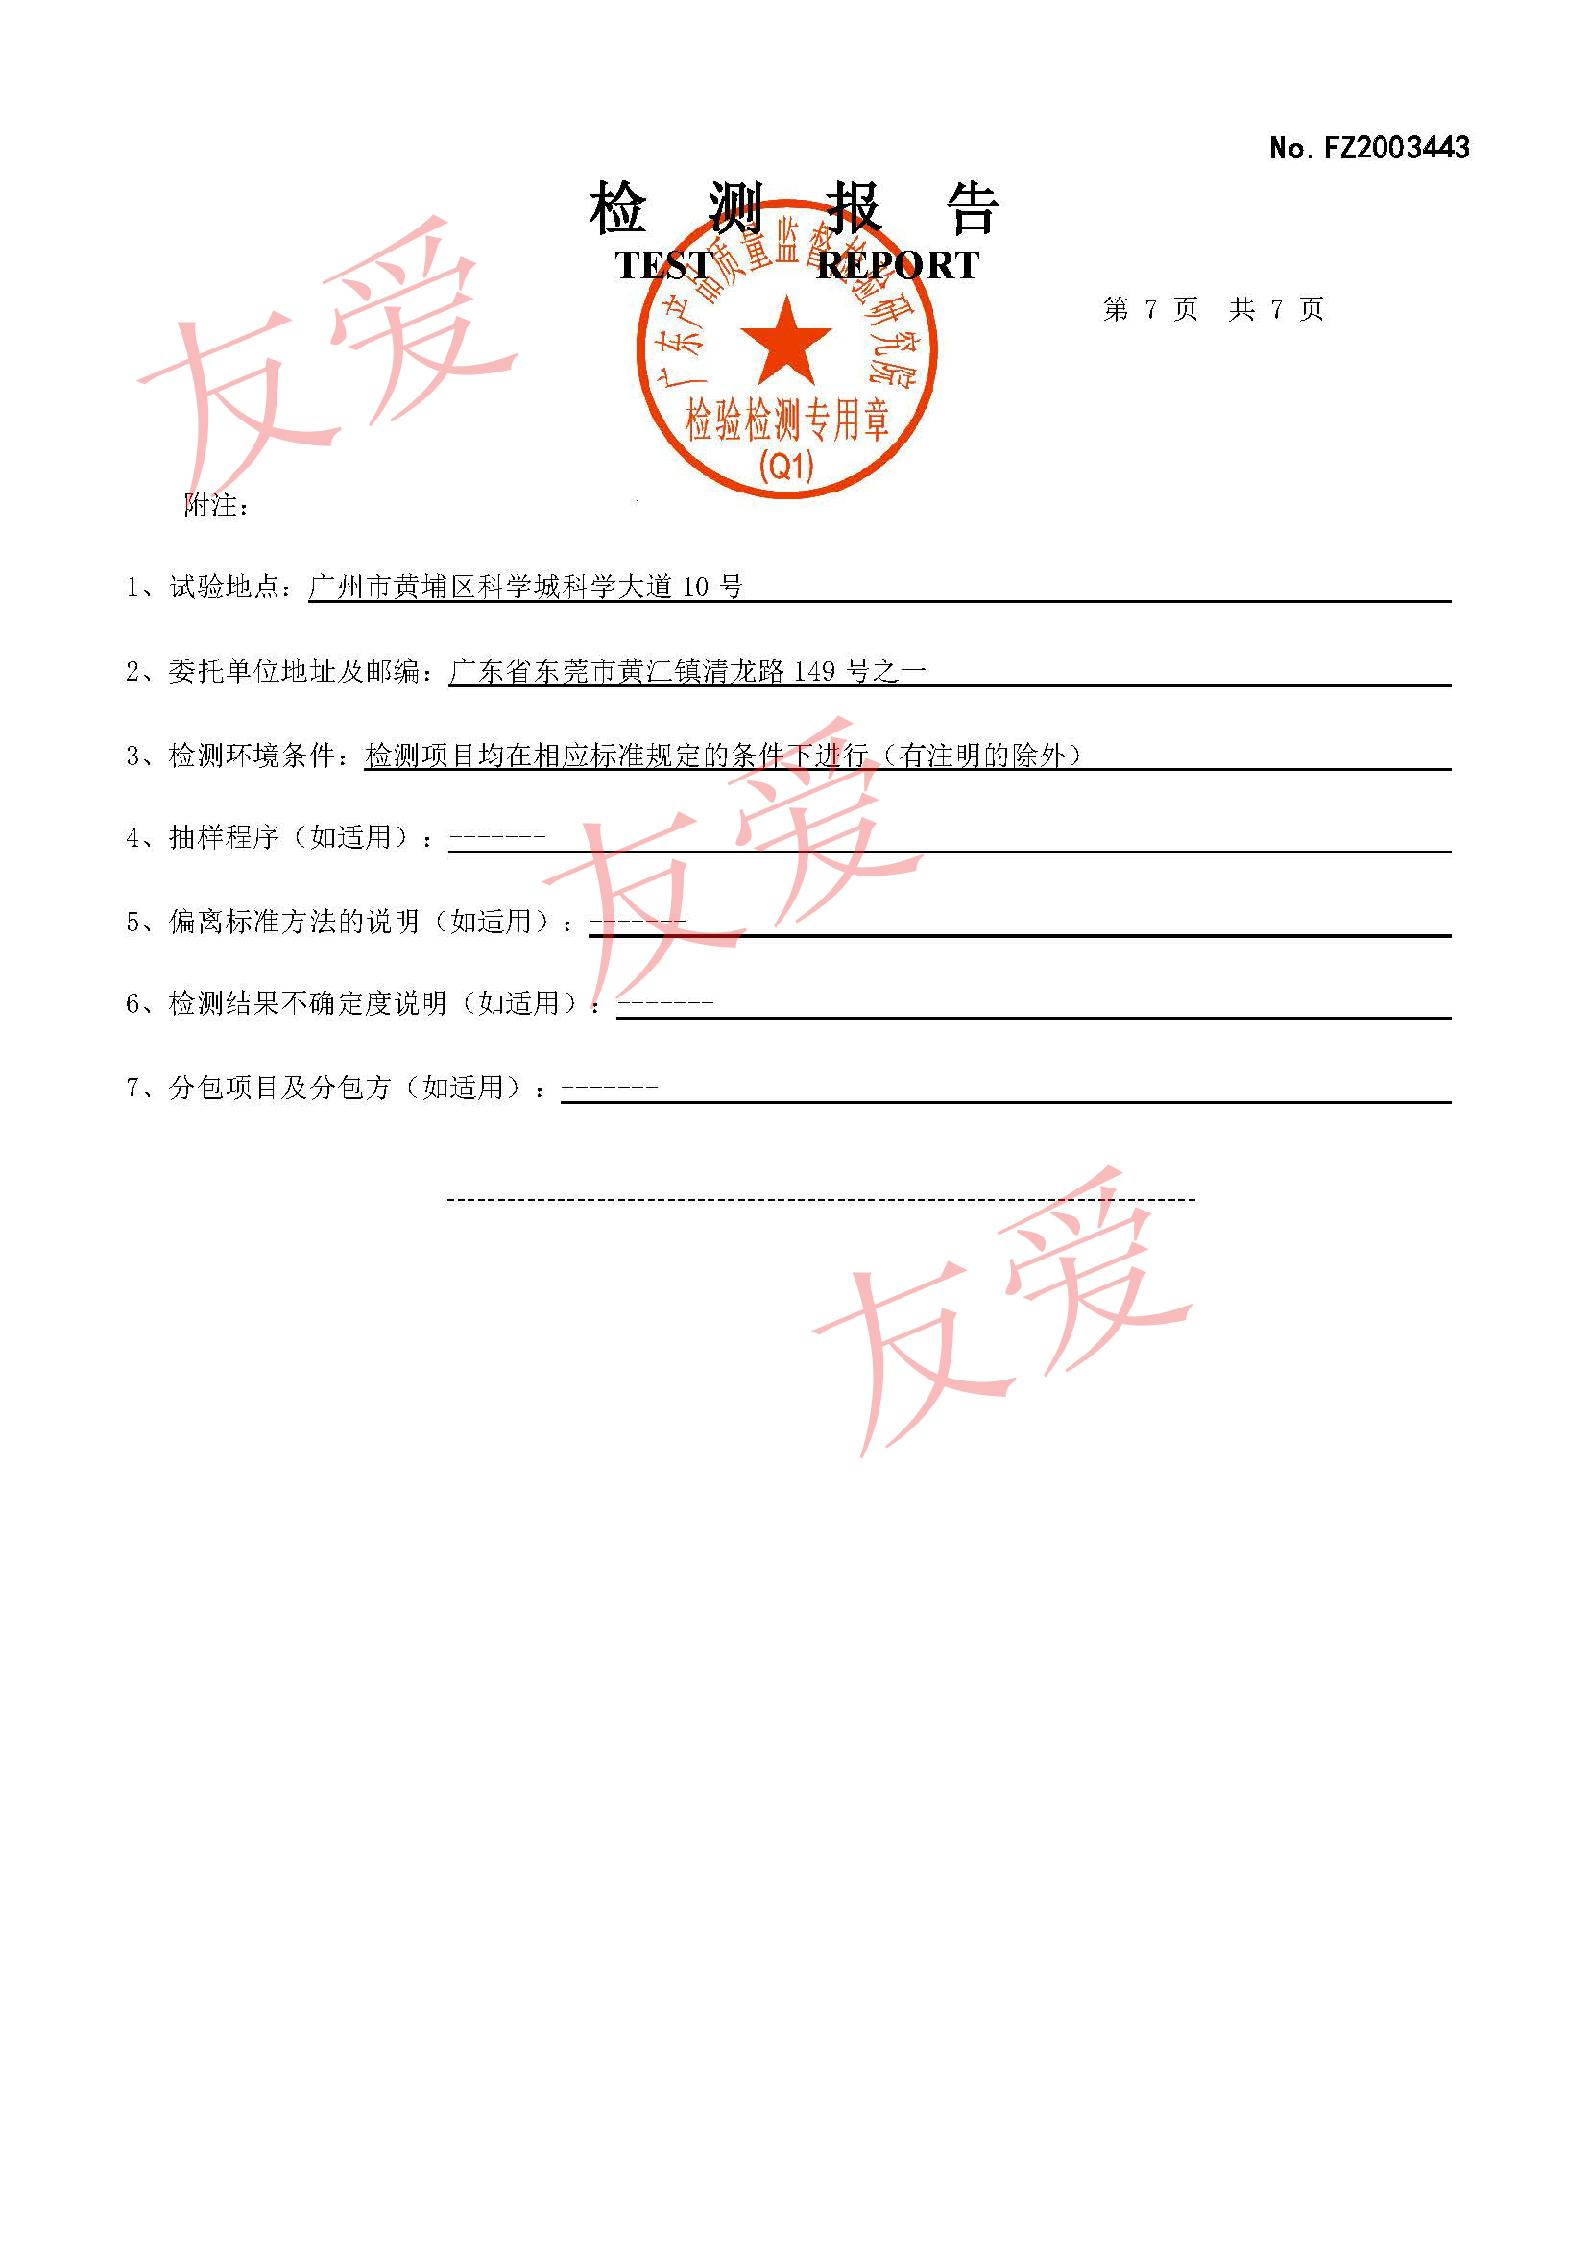 No.FZ2003443
检 测 报 告
TEST REPORT
第 7 页 共 7 页
广东产品质量监督检验研究院
检验检测专用章
(Q1)
友爱
附注：
1、试验地点：广州市黄埔区科学城科学大道 10 号
2、委托单位地址及邮编：广东省东莞市黄江镇清龙路 149 号之一
3、检测环境条件：检测项目均在相应标准规定的条件下进行（有注明的除外）
友爱
4、抽样程序（如适用）：-------
5、偏离标准方法的说明（如适用）：-------
6、检测结果不确定度说明（如适用）：-------
7、分包项目及分包方（如适用）：-------
友爱